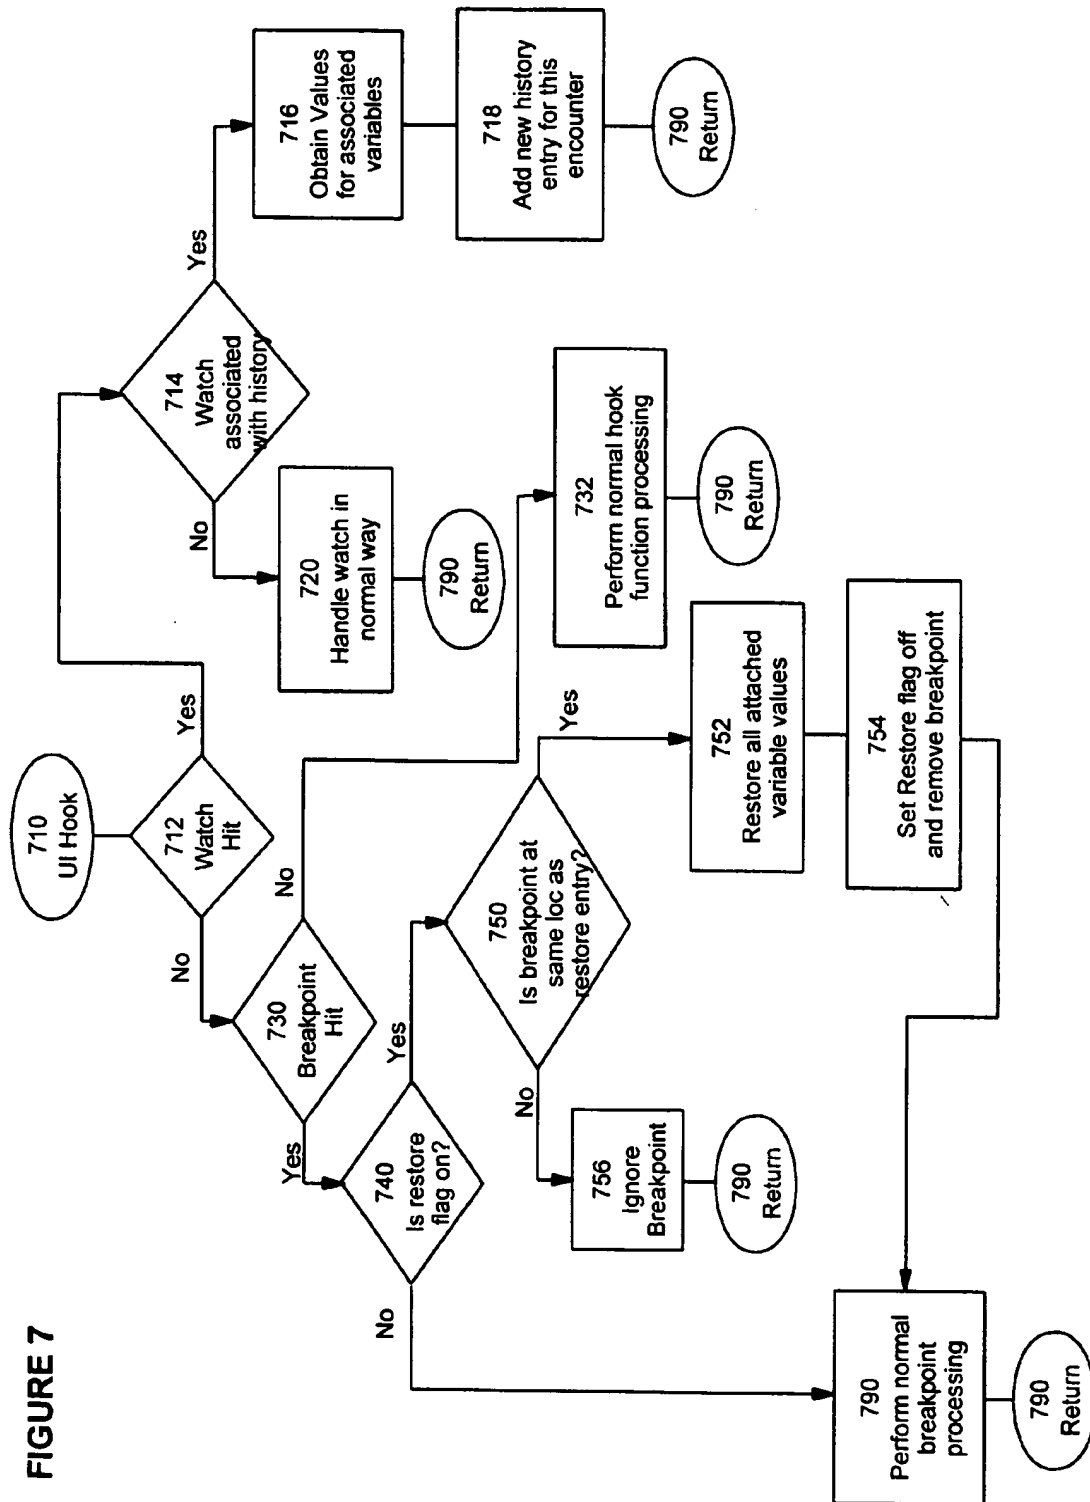 FIGURE 7
710
UI Hook
712
Watch
Hit
Yes
No
714
Watch
associated
with history
Yes
No
716
Obtain Values
for associated
variables
718
Add new history
entry for this
encounter
790
Return
720
Handle watch in
normal way
790
Return
730
Breakpoint
Hit
No
Yes
732
Perform normal hook
function processing
790
Return
740
Is restore
flag on?
Yes
No
750
Is breakpoint at
same loc as
restore entry?
Yes
No
752
Restore all attached
variable values
754
Set Restore flag off
and remove breakpoint
756
Ignore
Breakpoint
790
Return
790
Perform normal
breakpoint
processing
790
Return